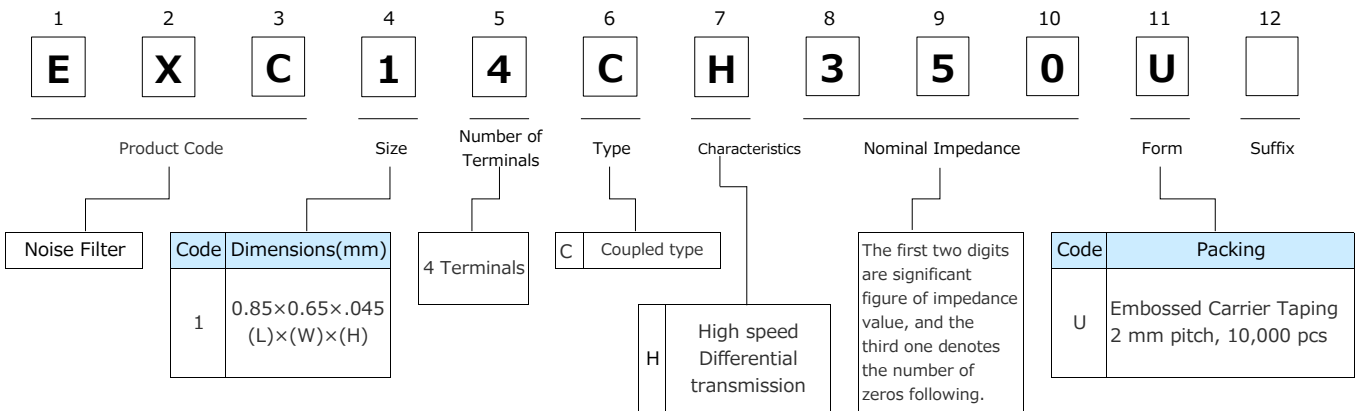 1 2 3 4 5 6 7 8 9 10 11 12
E X C 1 4 C H 3 5 0 U
Product Code
Size
Number of
Terminals
Type
Characteristics
Nominal Impedance
Form
Suffix
Noise Filter
Code Dimensions(mm)
1 0.85×0.65×.045
(L)×(W)×(H)
4 Terminals
C Coupled type
H High speed
Differential
transmission
The first two digits
are significant
figure of impedance
value, and the
third one denotes
the number of
zeros following.
Code Packing
U Embossed Carrier Taping
2 mm pitch, 10,000 pcs